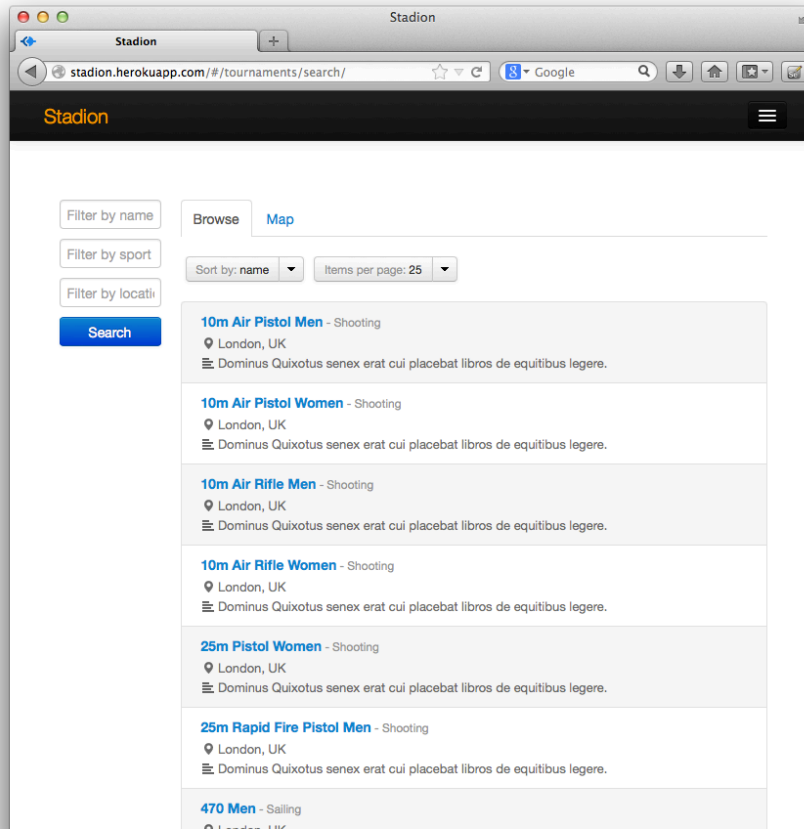 Stadion
Stadion
stadion.herokuapp.com/#/tournaments/search/
Google
Stadion
Filter by name
Filter by sport
Filter by locati
Search
Browse
Map
Sort by: name
Items per page: 25
10m Air Pistol Men - Shooting
London, UK
Dominus Quixotus senex erat cui placebat libros de equitibus legere.
10m Air Pistol Women - Shooting
London, UK
Dominus Quixotus senex erat cui placebat libros de equitibus legere.
10m Air Rifle Men - Shooting
London, UK
Dominus Quixotus senex erat cui placebat libros de equitibus legere.
10m Air Rifle Women - Shooting
London, UK
Dominus Quixotus senex erat cui placebat libros de equitibus legere.
25m Pistol Women - Shooting
London, UK
Dominus Quixotus senex erat cui placebat libros de equitibus legere.
25m Rapid Fire Pistol Men - Shooting
London, UK
Dominus Quixotus senex erat cui placebat libros de equitibus legere.
470 Men - Sailing
London, UK